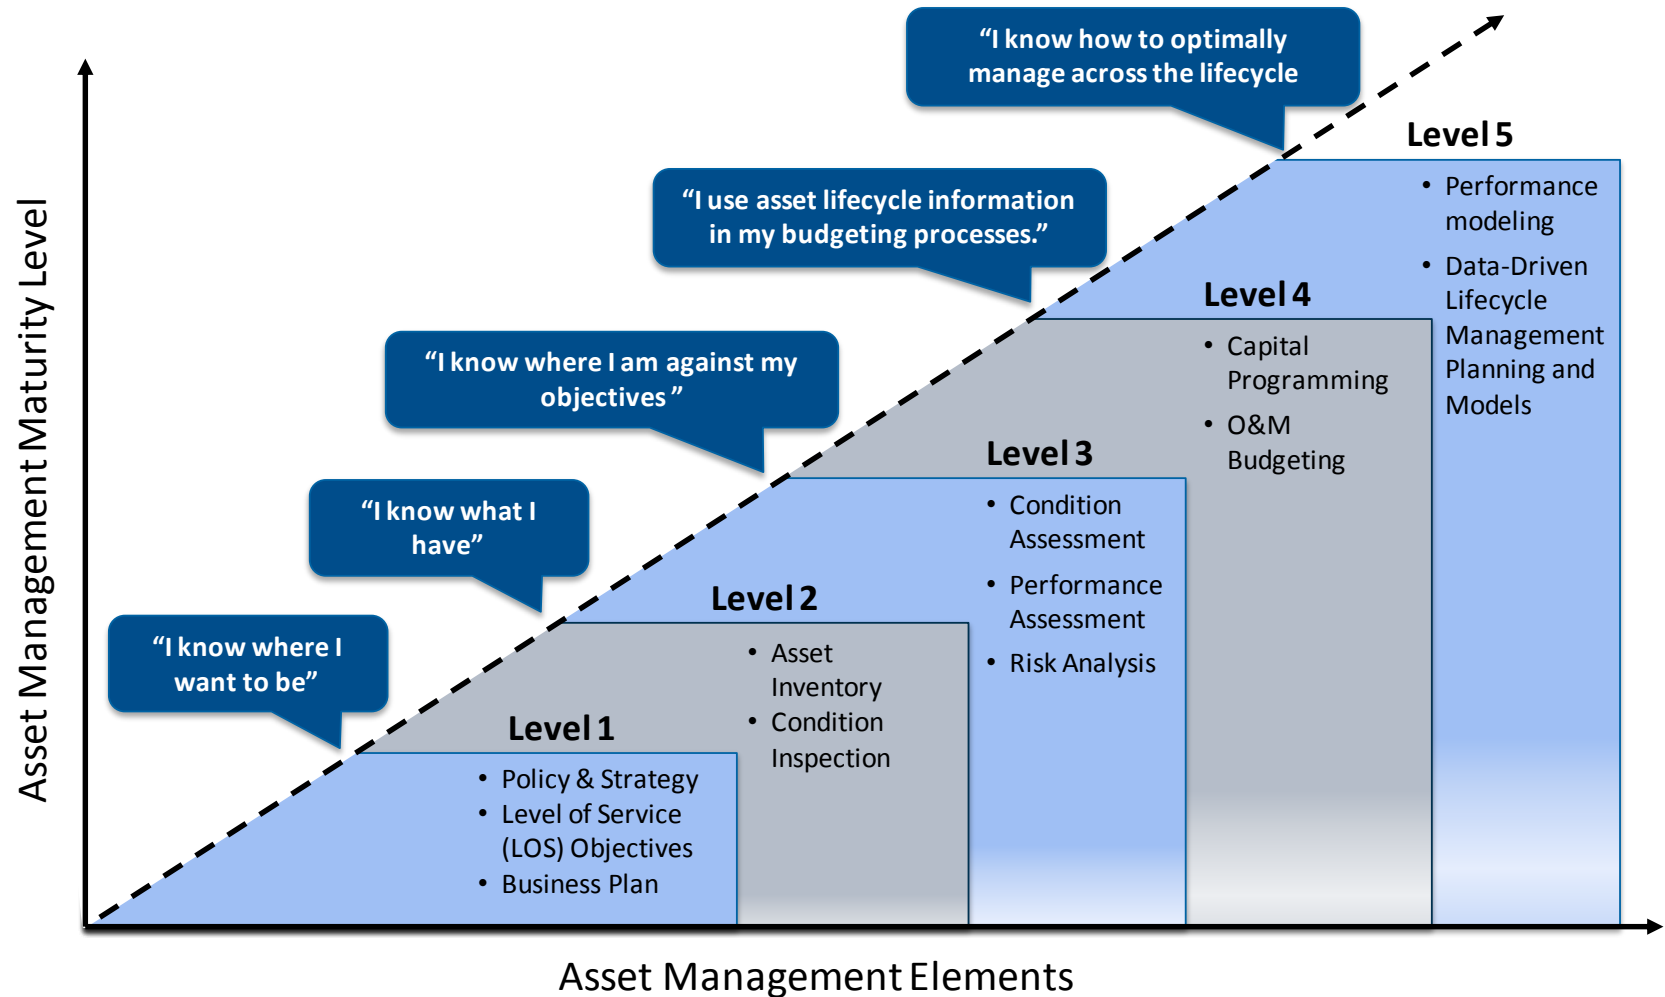 “I know how to optimally
manage across the lifecycle
Level 5
• Performance
modeling
• Data-Driven
Lifecycle
Management
Planning and
Models
“I use asset lifecycle information
in my budgeting processes.”
Level 4
• Capital
Programming
• O&M
Budgeting
“I know where I am against my
objectives ”
Level 3
• Condition
Assessment
• Performance
Assessment
• Risk Analysis
“I know what I
have”
Level 2
• Asset
Inventory
• Condition
Inspection
“I know where I
want to be”
Level 1
• Policy & Strategy
• Level of Service
(LOS) Objectives
• Business Plan
Asset Management Maturity Level
Asset Management Elements